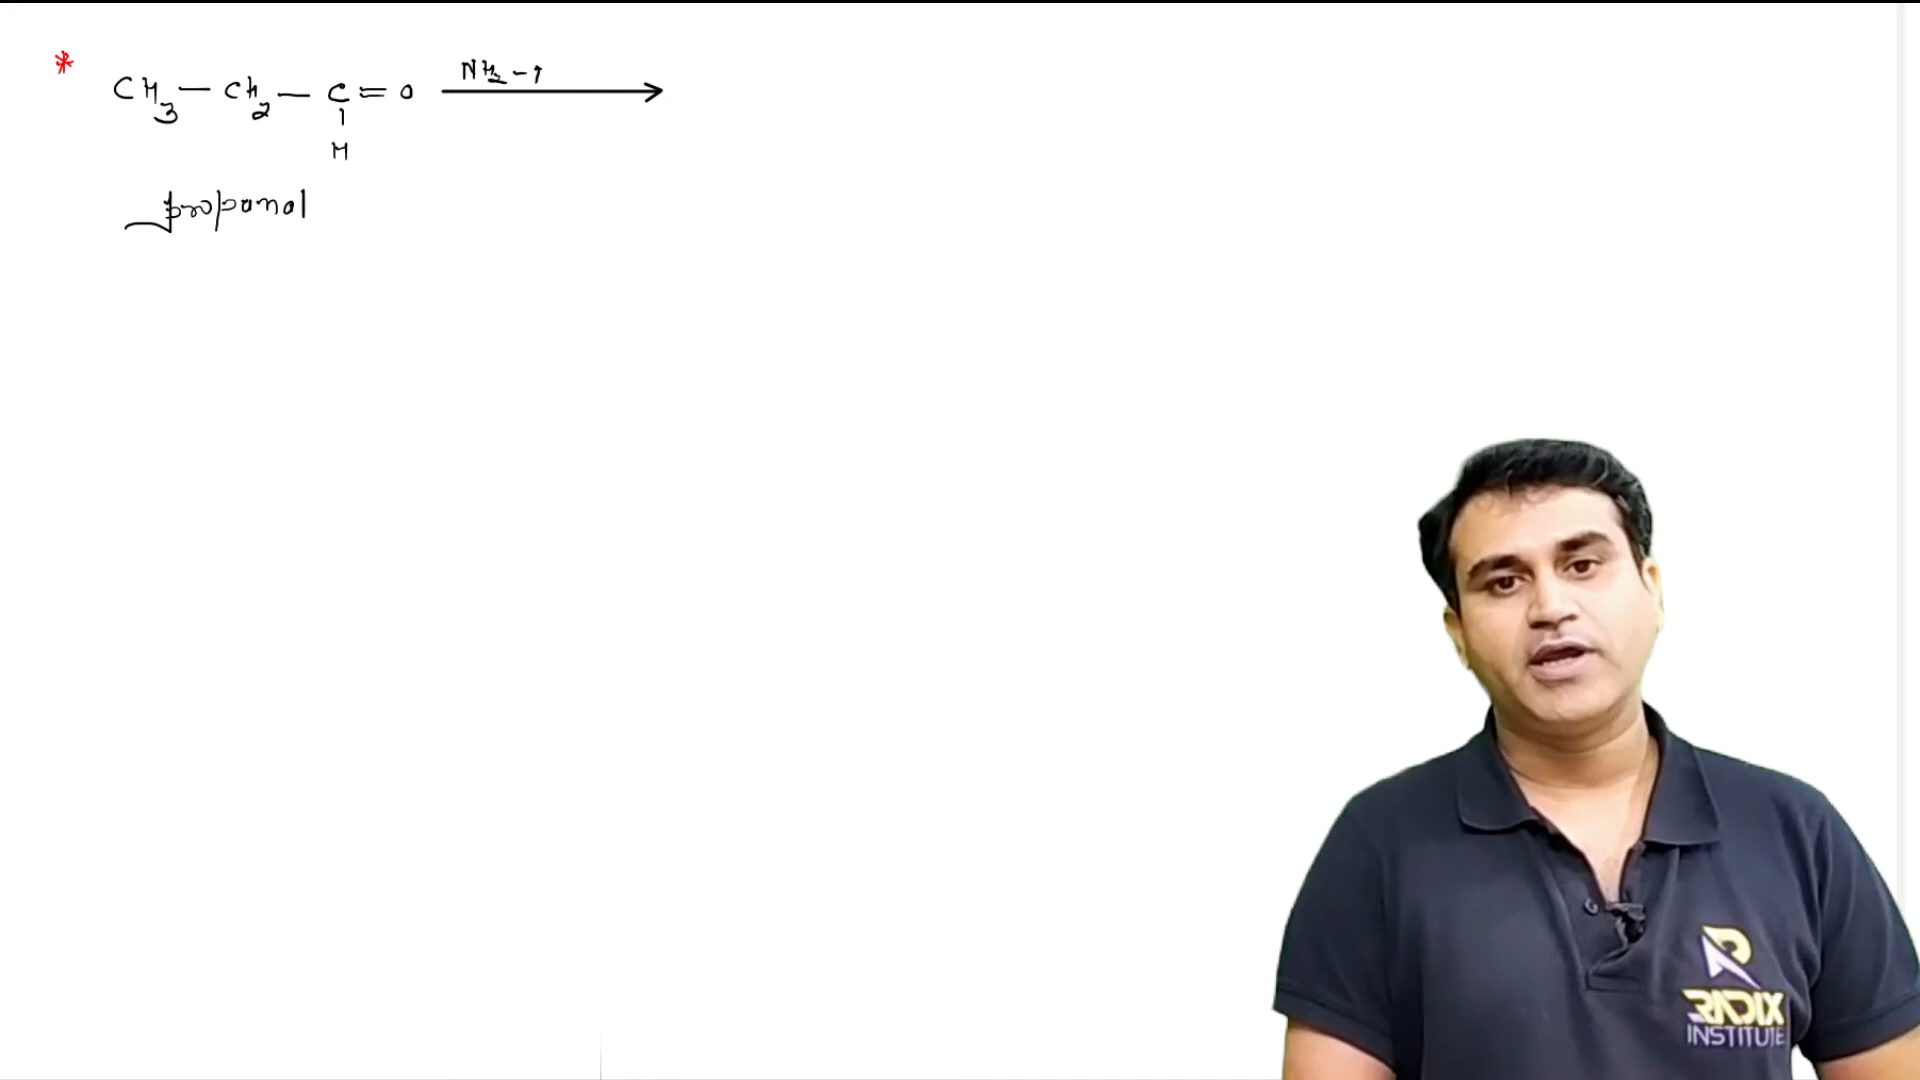 *
CH₃ — CH₂ — C = O NH₂-
H
propanal
RADIX
INSTITUTE